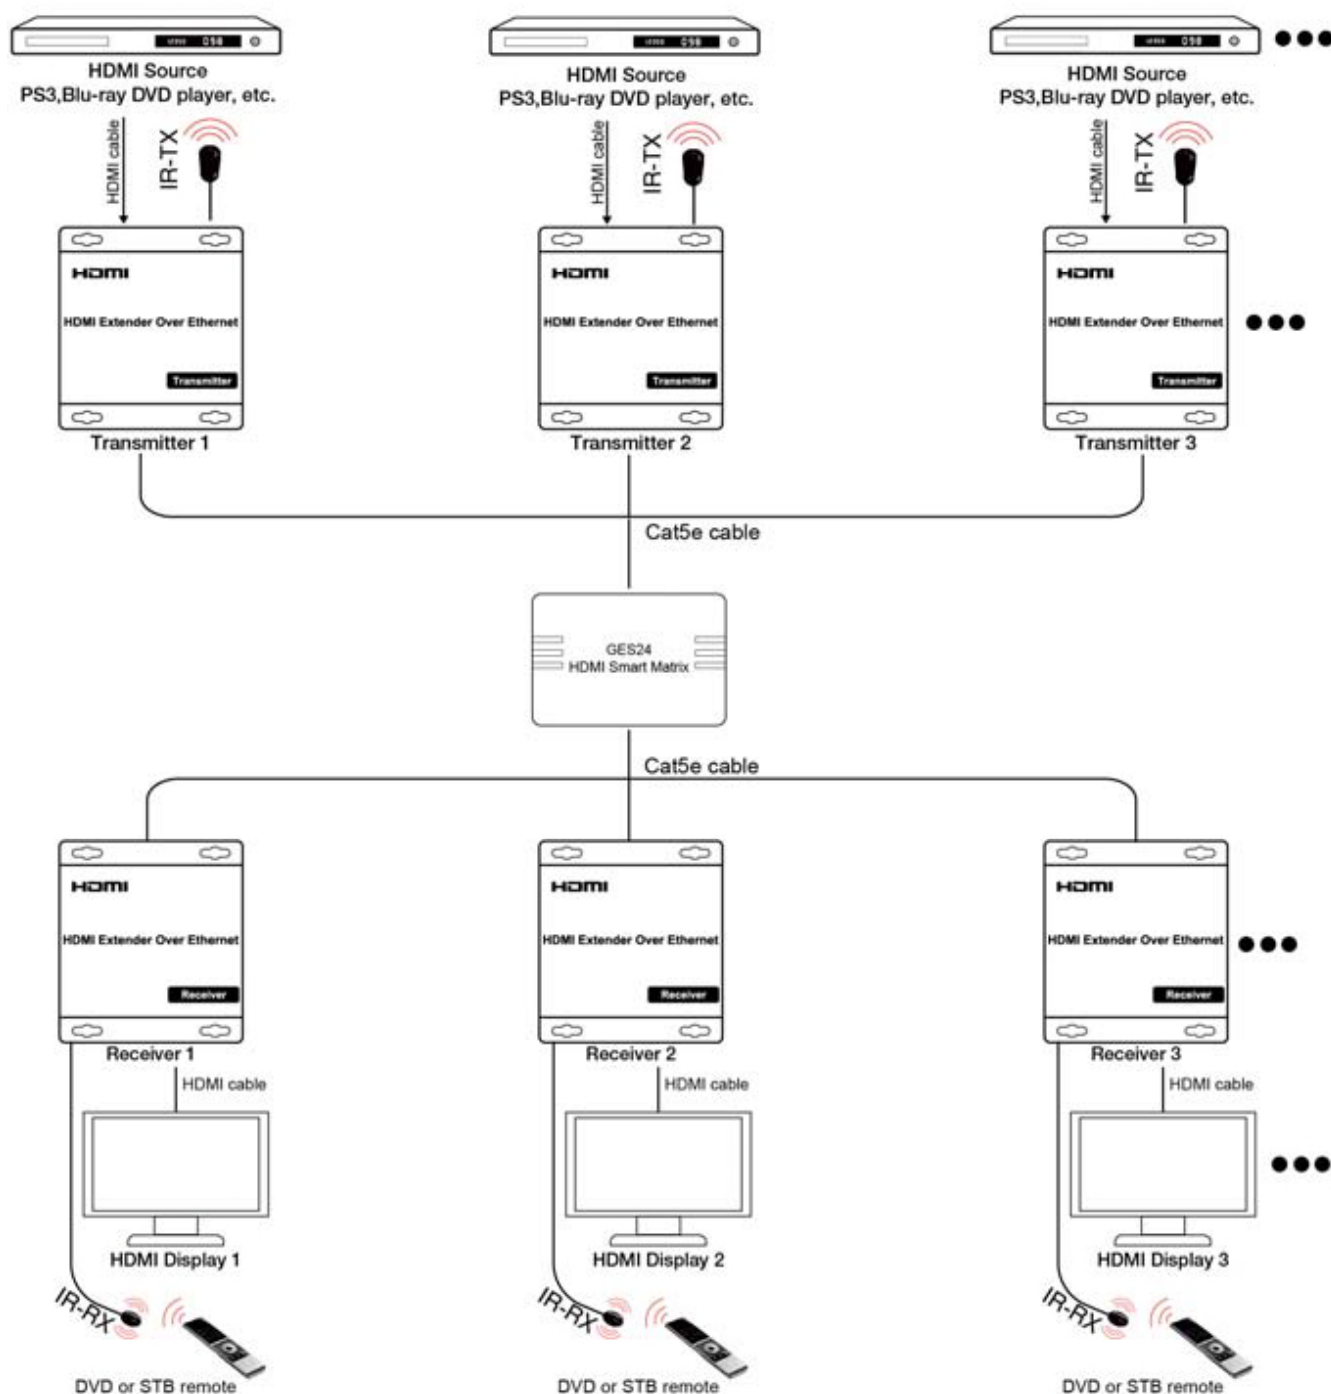 HDMI Source
PS3,Blu-ray DVD player, etc.
HDMI Source
PS3,Blu-ray DVD player, etc.
HDMI Source
PS3,Blu-ray DVD player, etc.
HDMI cable
IR-TX
HDMI cable
IR-TX
HDMI cable
IR-TX
HDMI
HDMI Extender Over Ethernet
Transmitter
Transmitter 1
HDMI
HDMI Extender Over Ethernet
Transmitter
Transmitter 2
HDMI
HDMI Extender Over Ethernet
Transmitter
Transmitter 3
Cat5e cable
GES24
HDMI Smart Matrix
Cat5e cable
HDMI
HDMI Extender Over Ethernet
Receiver
Receiver 1
HDMI
HDMI Extender Over Ethernet
Receiver
Receiver 2
HDMI
HDMI Extender Over Ethernet
Receiver
Receiver 3
HDMI cable
HDMI Display 1
IR-RX
DVD or STB remote
HDMI cable
HDMI Display 2
IR-RX
DVD or STB remote
HDMI cable
HDMI Display 3
IR-RX
DVD or STB remote